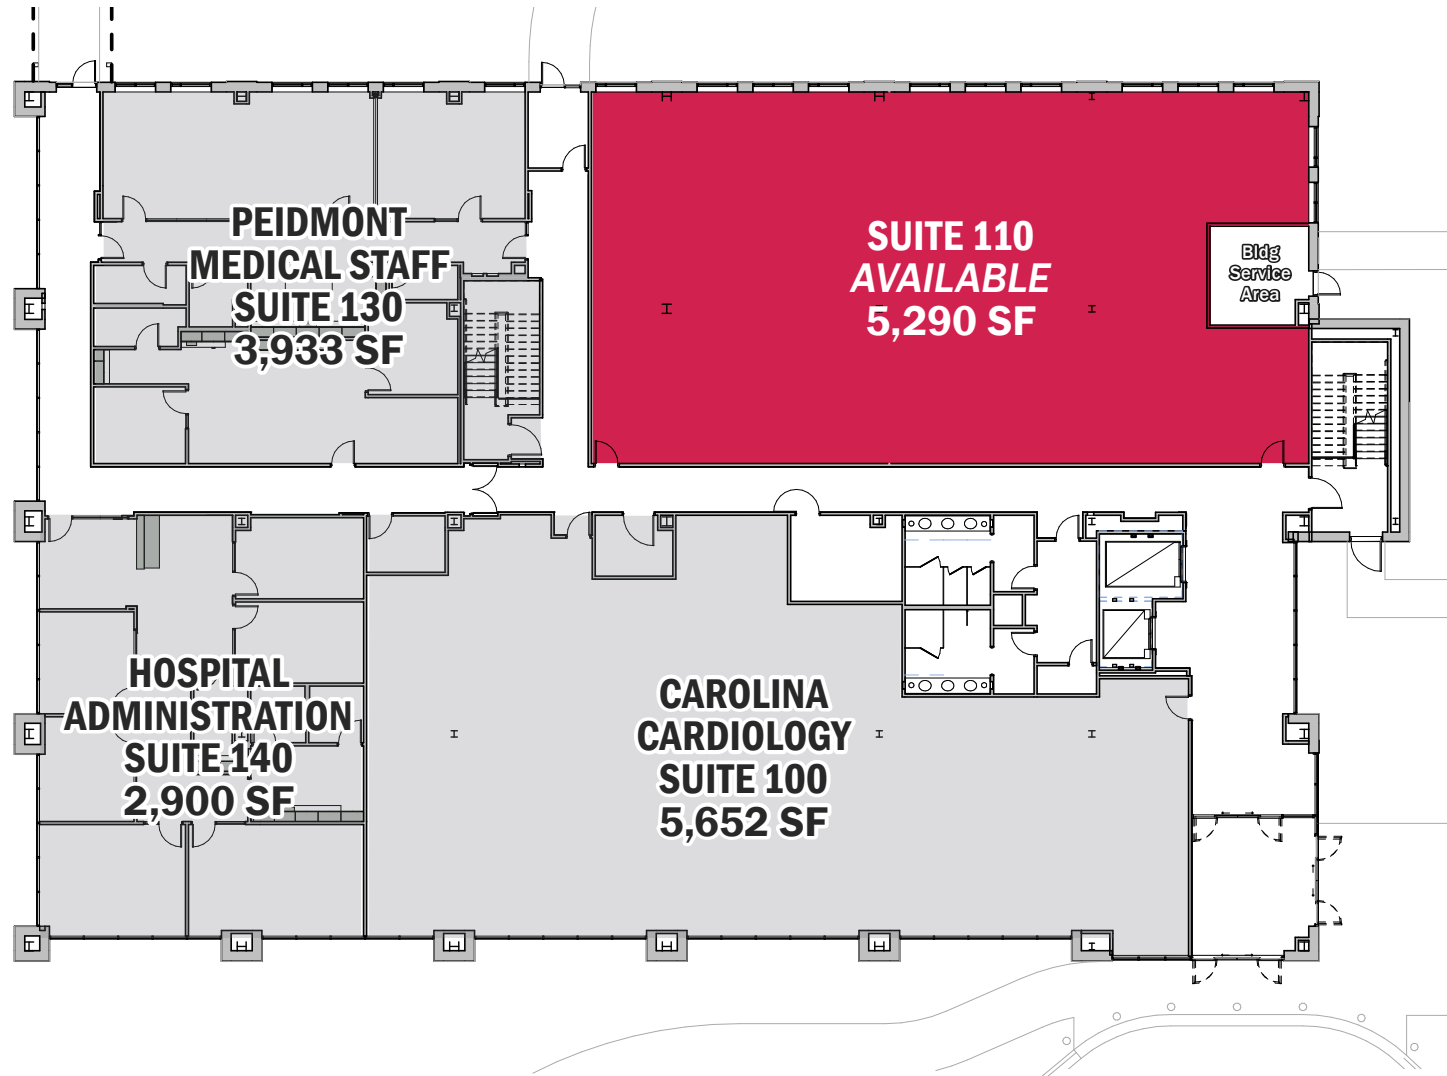 PEIDMONT
MEDICAL STAFF
SUITE 130
3,933 SF
SUITE 110
AVAILABLE
5,290 SF
Bldg
Service
Area
HOSPITAL
ADMINISTRATION
SUITE 140
2,900 SF
CAROLINA
CARDIOLOGY
SUITE 100
5,652 SF